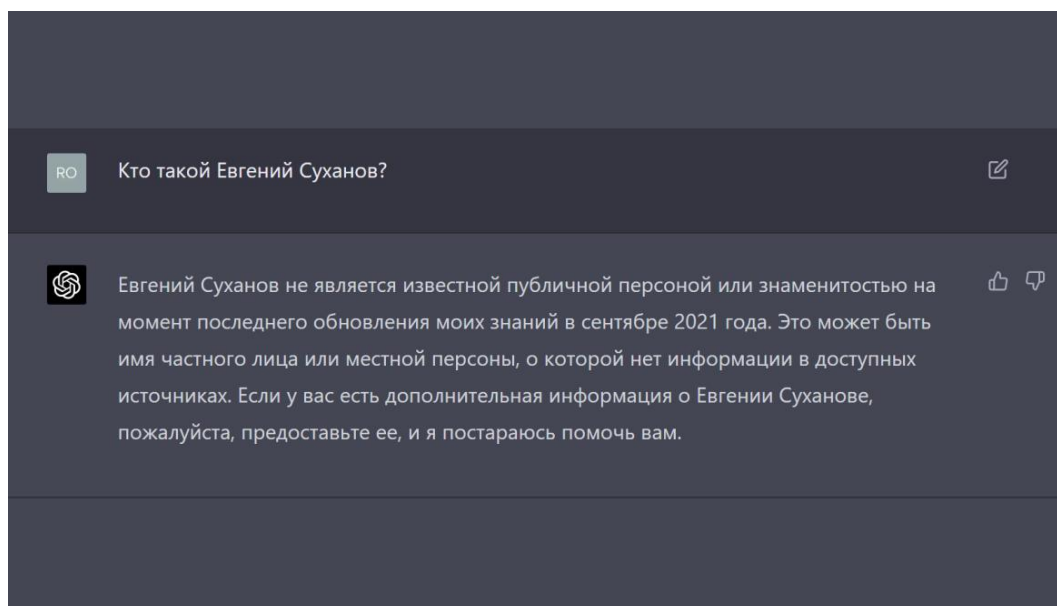 RO
Кто такой Евгений Суханов?
Евгений Суханов не является известной публичной персоной или знаменитостью на
момент последнего обновления моих знаний в сентябре 2021 года. Это может быть
имя частного лица или местной персоны, о которой нет информации в доступных
источниках. Если у вас есть дополнительная информация о Евгении Суханове,
пожалуйста, предоставьте ее, и я постараюсь помочь вам.